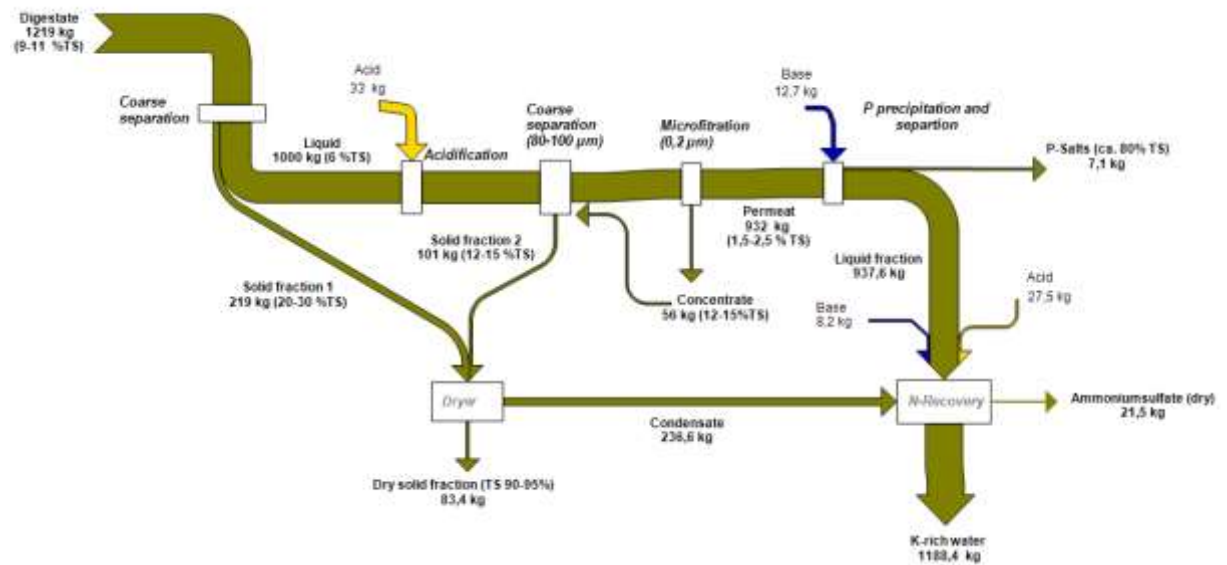 Digestate
1219 kg
(9-11 %TS)
Coarse
separation
Liquid
1000 kg (6 %TS)
Acid
33 kg
Acidification
Coarse
separation
(80-100 µm)
Microfitration
(0,2 µm)
Base
12,7 kg
P precipitation and
separtion
P-Salts (ca. 80% TS)
7,1 kg
Permeat
932 kg
(1,5-2,5 % TS)
Solid fraction 2
101 kg (12-15 %TS)
Liquid fraction
937,6 kg
Solid fraction 1
219 kg (20-30 %TS)
Concentrate
56 kg (12-15%TS)
Acid
27,5 kg
Base
8,2 kg
Dryer
N-Recovery
Ammoniumsulfate (dry)
21,5 kg
Condensate
236,6 kg
Dry solid fraction (TS 90-95%)
83,4 kg
K-rich water
1188,4 kg